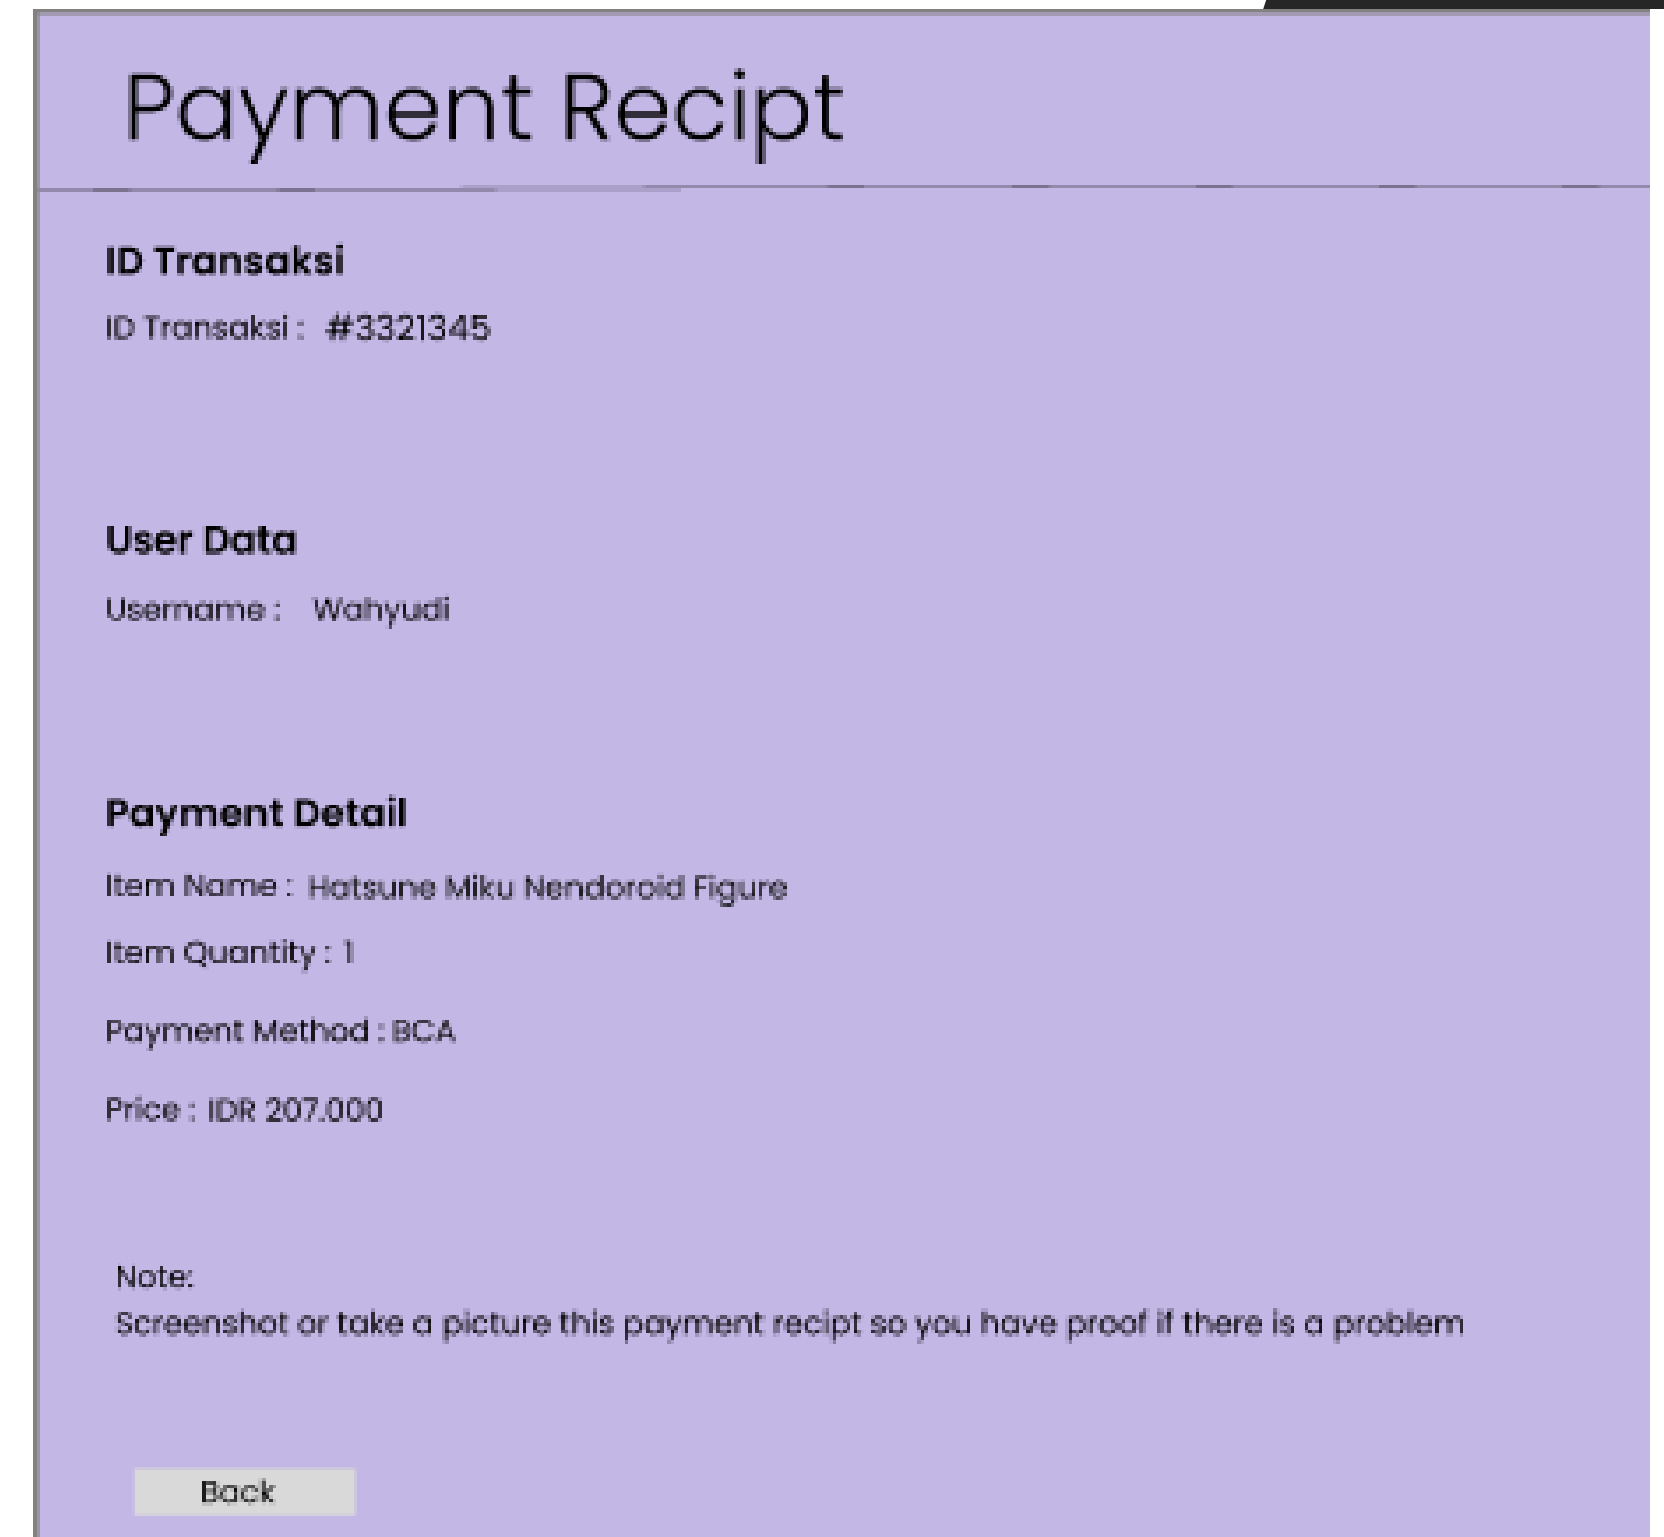 Payment Recipt
ID Transaksi
ID Transaksi : #3321345
User Data
Username : Wahyudi
Payment Detail
Item Name : Hatsune Miku Nendoroid Figure
Item Quantity : 1
Payment Method : BCA
Price : IDR 207.000
Note:
Screenshot or take a picture this payment recipt so you have proof if there is a problem
Back